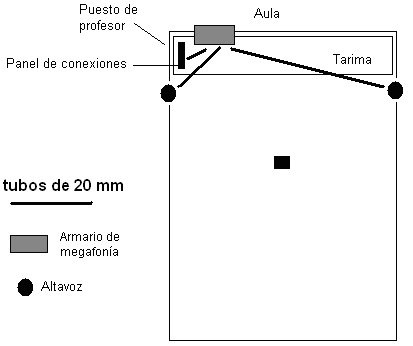 Aula
Puesto de
profesor
Panel de conexiones
Tarima
tubos de 20 mm
Armario de
megafonía
Altavoz